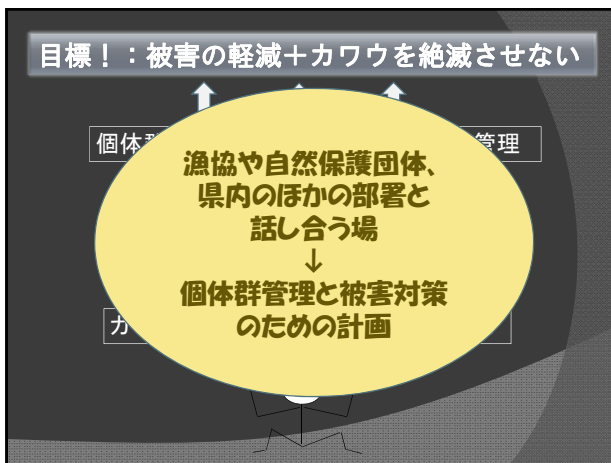 目標！：被害の軽減＋カワウを絶滅させない
個体
管理
漁協や自然保護団体、
県内のほかの部署と
話し合う場
↓
個体群管理と被害対策
のための計画
カ